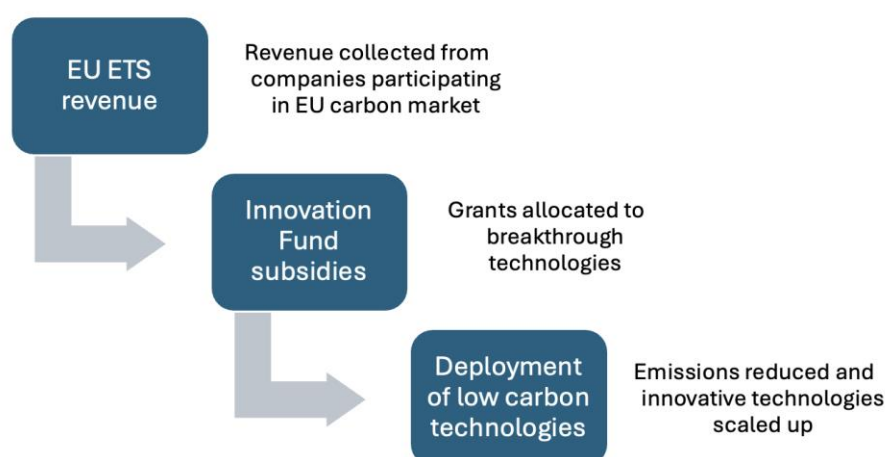 EU ETS
revenue
Revenue collected from
companies participating
in EU carbon market
Innovation
Fund
subsidies
Grants allocated to
breakthrough
technologies
Deployment
of low carbon
technologies
Emissions reduced and
innovative technologies
scaled up